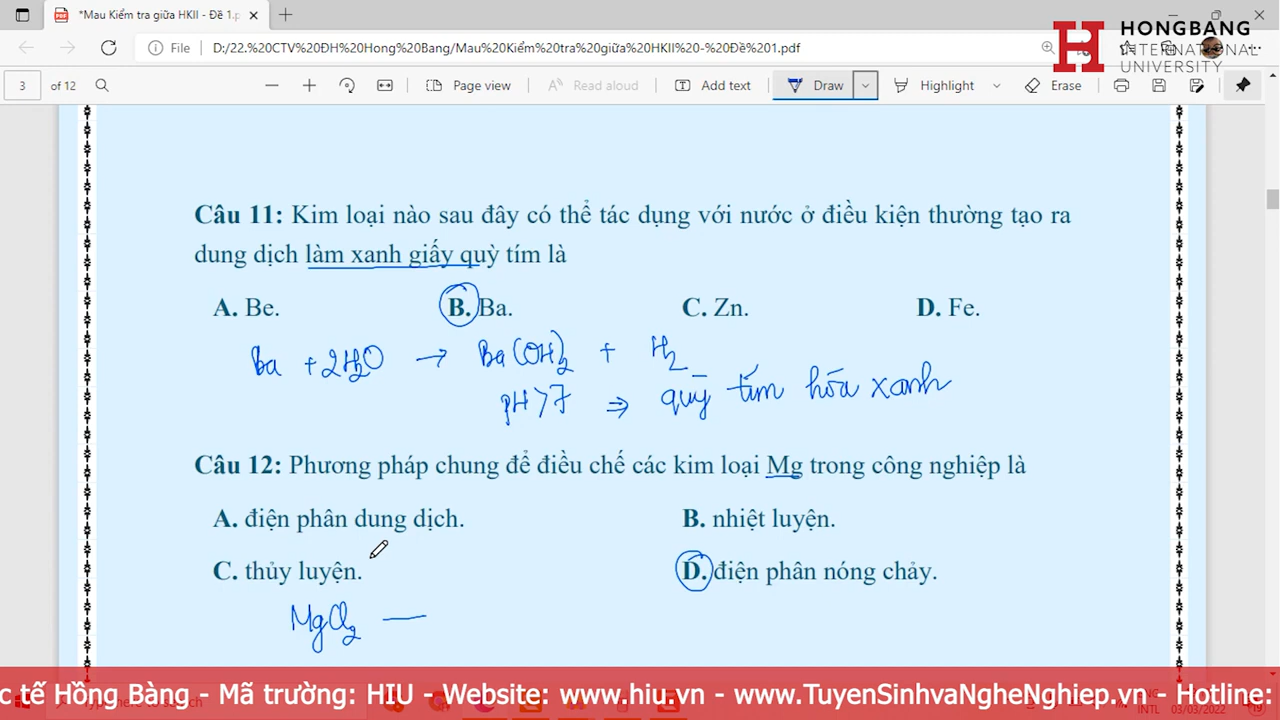 *Mau Kiểm tra giữa HKII - Đề 1.p
File D:/22.%20CTV%20ĐH%20Hong%20Bang/Mau%20Kiểm%20tra%20giữa%20HKII%20-%20Đề%201.pdf
HONGBANG
INTERNATIONAL
UNIVERSITY
3 of 12 Page view Read aloud Add text Draw Highlight Erase
Câu 11: Kim loại nào sau đây có thể tác dụng với nước ở điều kiện thường tạo ra
dung dịch làm xanh giấy quỳ tím là
A. Be. B. Ba. C. Zn. D. Fe.
Ba + 2H₂O → Ba(OH)₂ + H₂
pH > 7 ⇒ quỳ tím hóa xanh
Câu 12: Phương pháp chung để điều chế các kim loại Mg trong công nghiệp là
A. điện phân dung dịch. B. nhiệt luyện.
C. thủy luyện. D. điện phân nóng chảy.
MgCl₂ —
c tế Hồng Bàng - Mã trường: HIU - Website: www.hiu.vn - www.TuyenSinhvaNgheNghiep.vn - Hotline:
INTL 03/03/2022